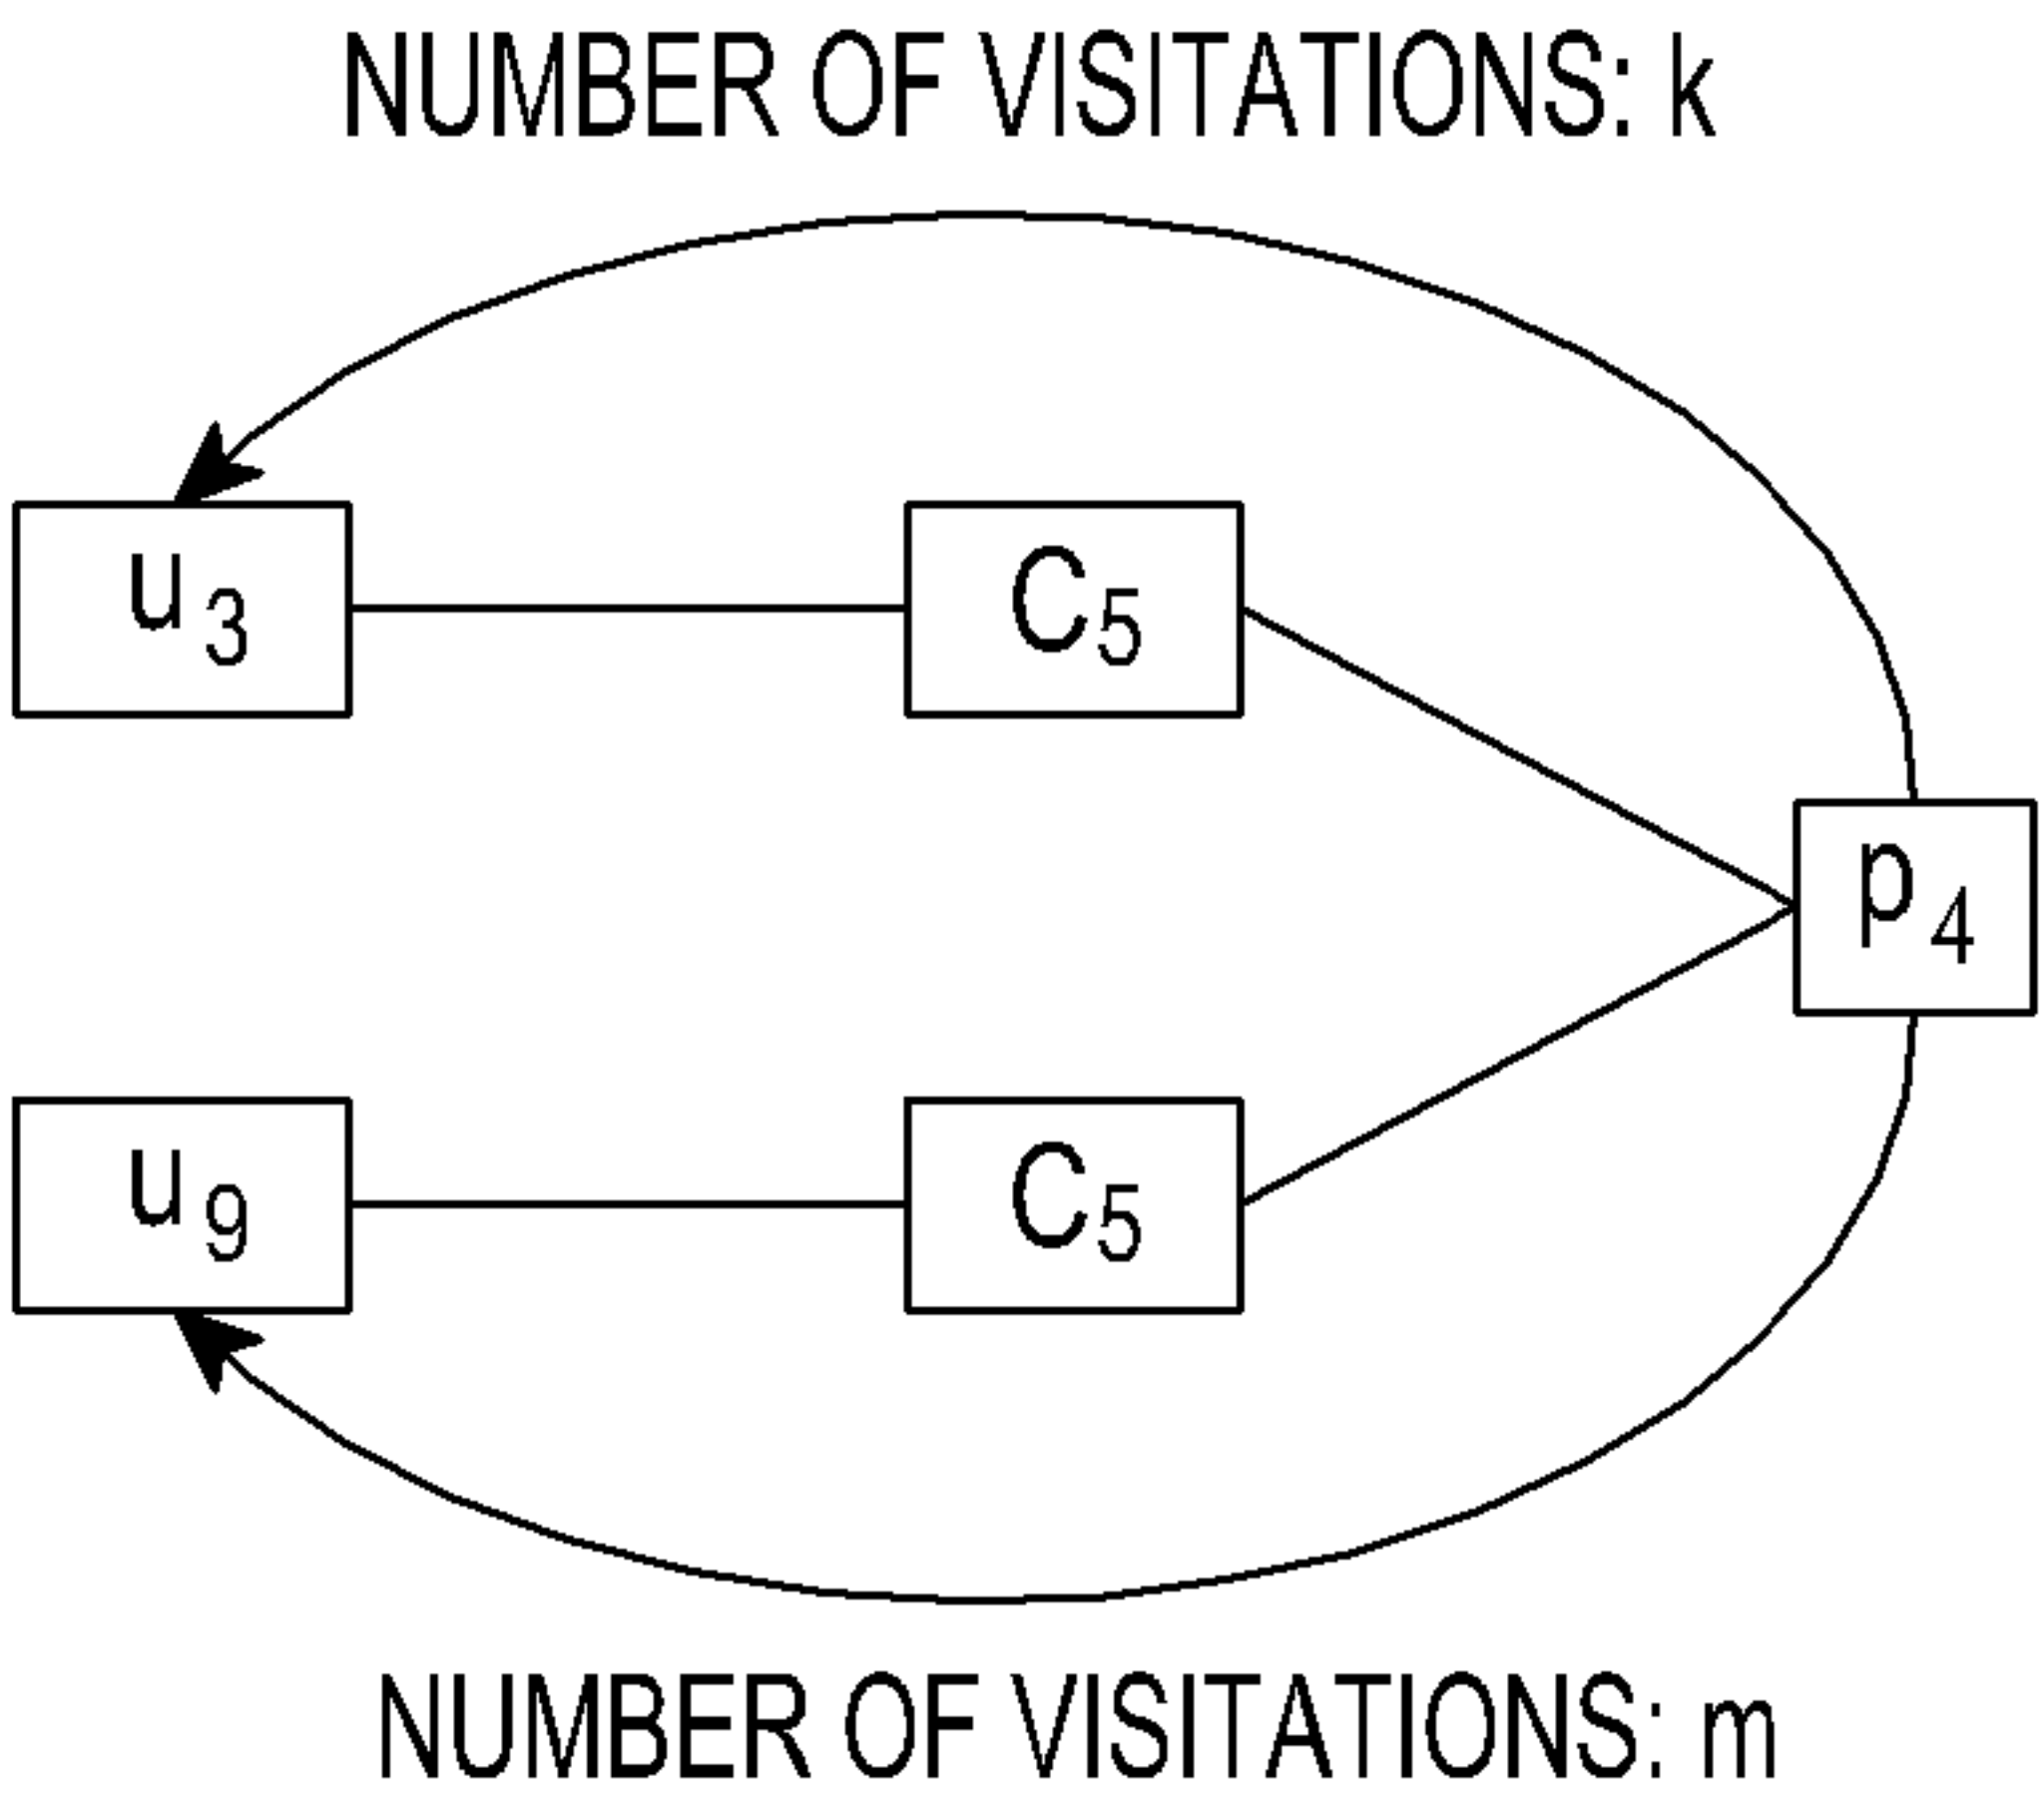 NUMBER OF VISITATIONS: k
u3
C5
p4
u9
C5
NUMBER OF VISITATIONS: m